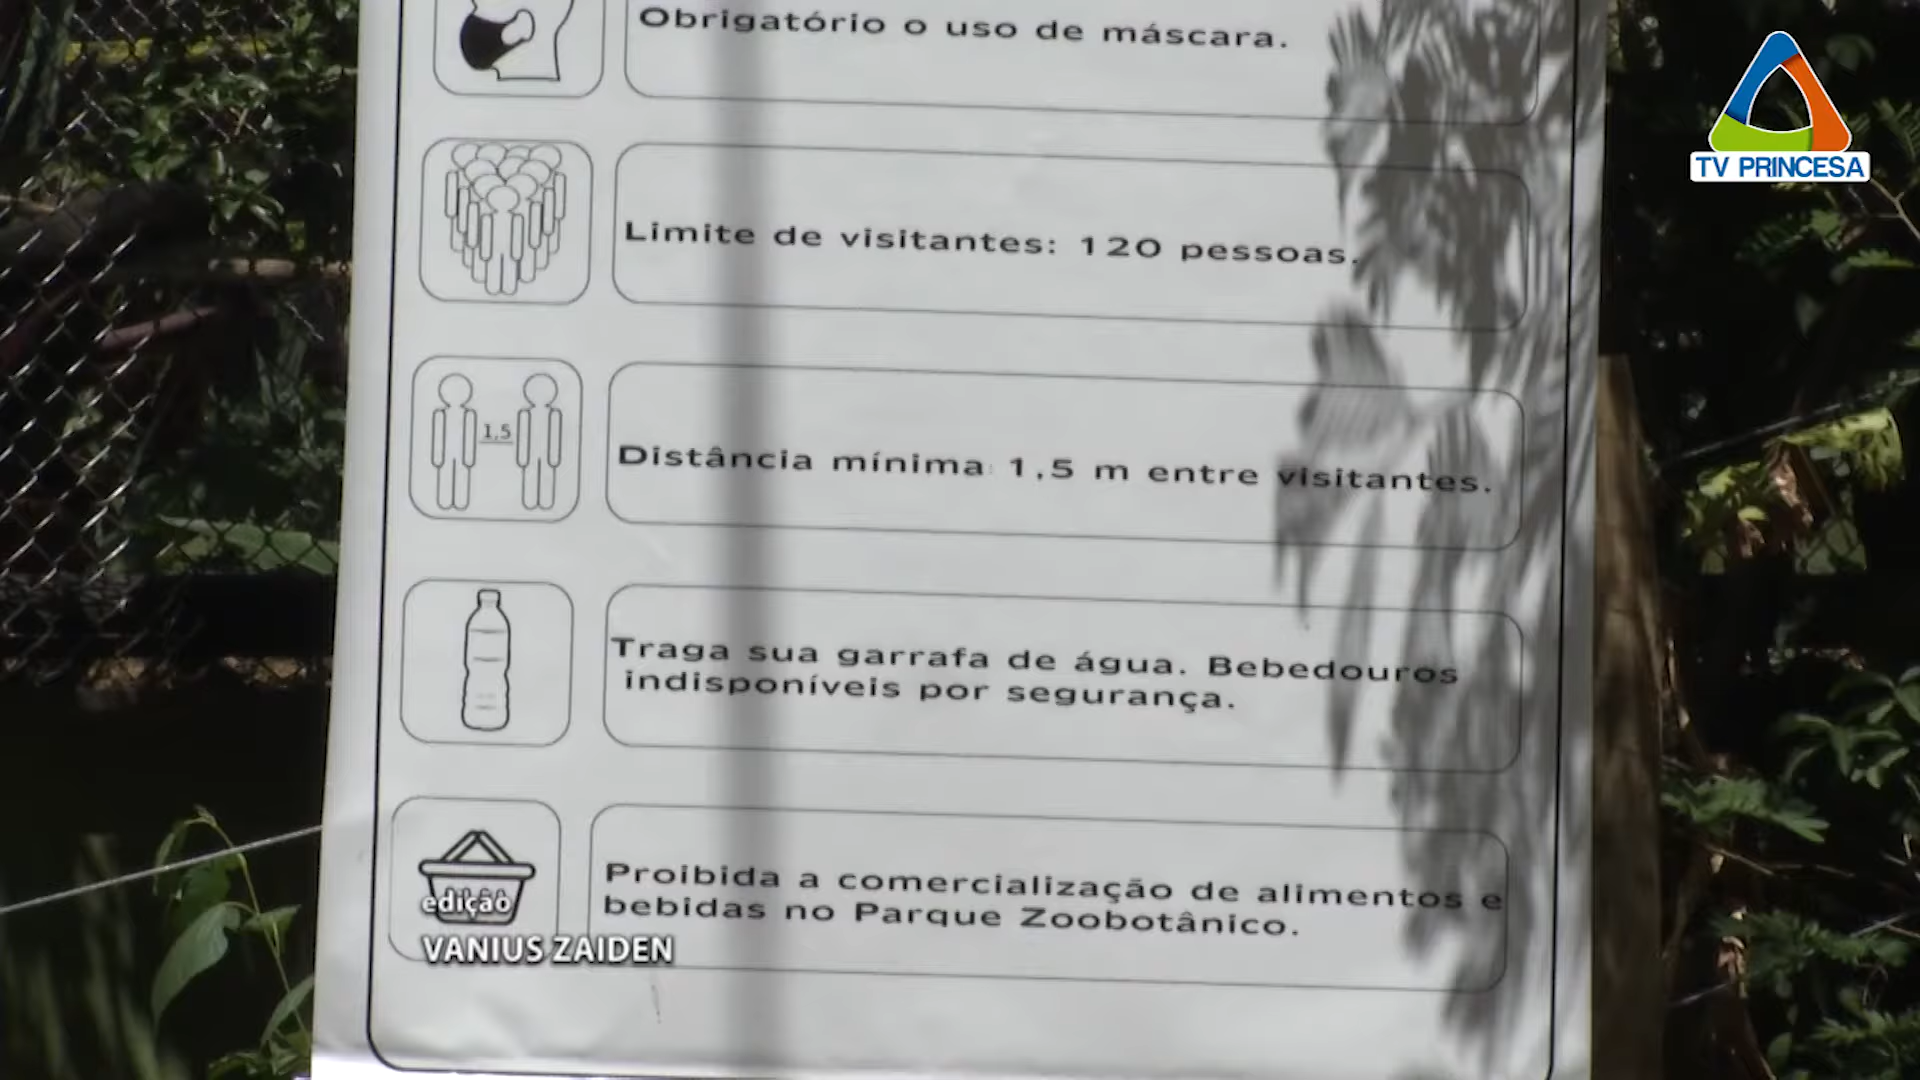 Obrigatório o uso de máscara.
TV PRINCESA
Limite de visitantes: 120 pessoas.
1,5
Distância mínima 1,5 m entre visitantes.
Traga sua garrafa de água. Bebedouros
indisponíveis por segurança.
Proibida a comercialização de alimentos e
bebidas no Parque Zoobotânico.
edição
VANIUS ZAIDEN